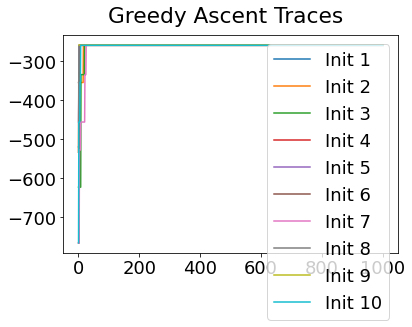 Greedy Ascent Traces
−300
−400
−500
−600
−700
0 200 400 600 800 1000
Init 1
Init 2
Init 3
Init 4
Init 5
Init 6
Init 7
Init 8
Init 9
Init 10